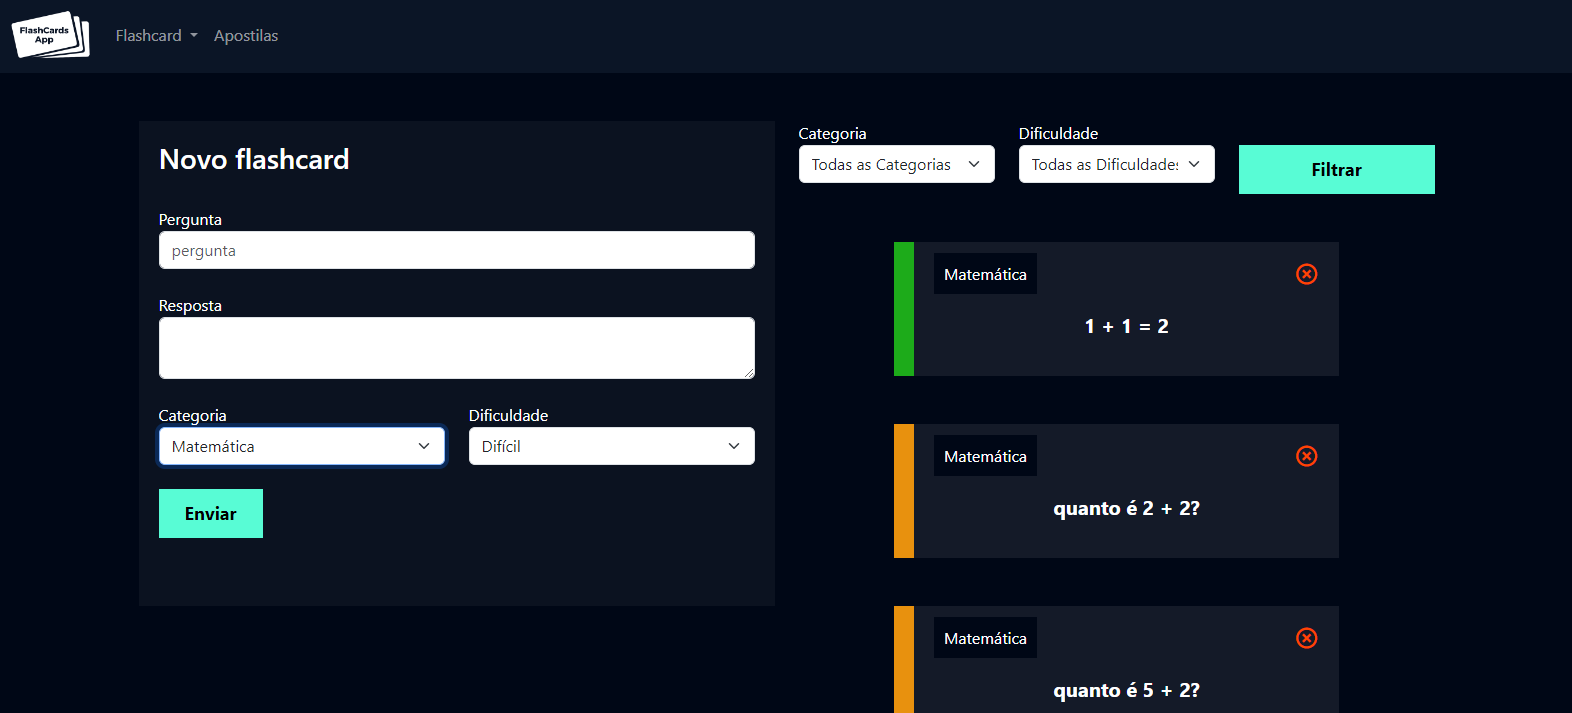 FlashCards
App
Flashcard
Apostilas
Novo flashcard
Pergunta
pergunta
Resposta
Categoria
Dificuldade
Matemática
Difícil
Enviar
Categoria
Dificuldade
Todas as Categorias
Todas as Dificuldades
Filtrar
Matemática
1 + 1 = 2
Matemática
quanto é 2 + 2?
Matemática
quanto é 5 + 2?